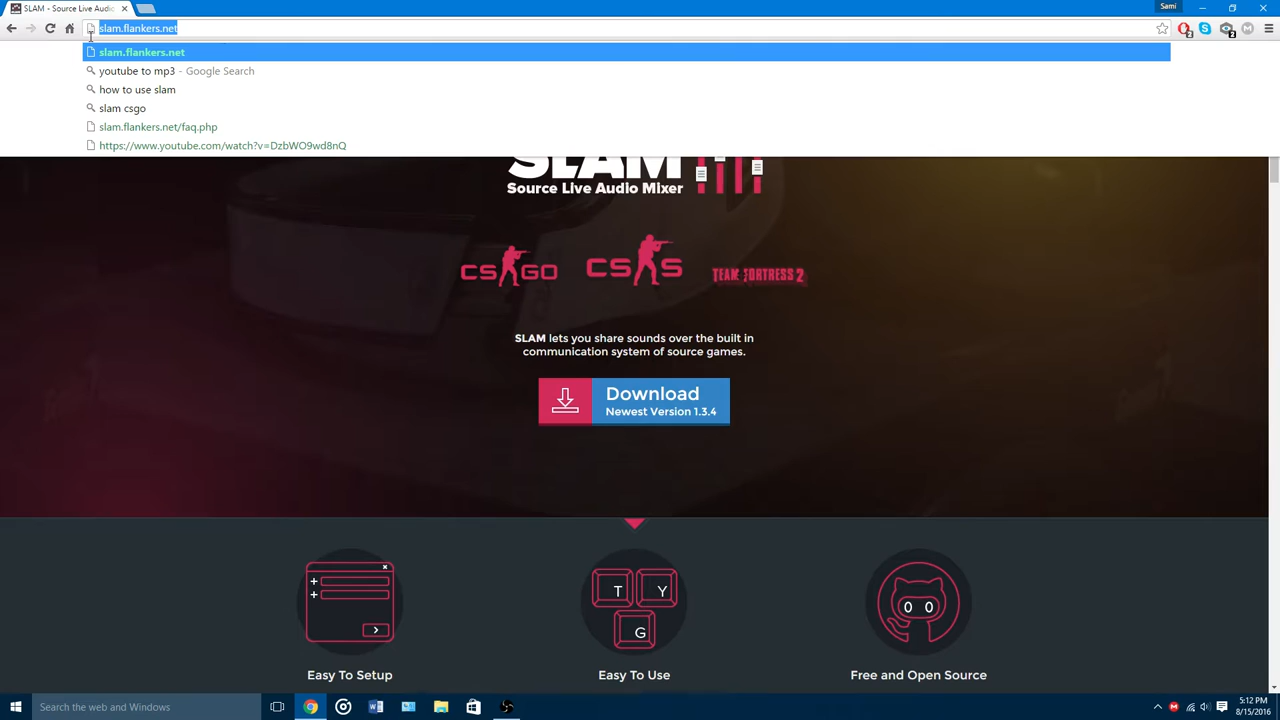 SLAM - Source Live Audio
Sami
slam.flankers.net
slam.flankers.net
youtube to mp3 - Google Search
how to use slam
slam csgo
slam.flankers.net/faq.php
https://www.youtube.com/watch?v=DzbWO9wd8nQ
SLAM
Source Live Audio Mixer
CS GO
CS S
TEAM FORTRESS 2
SLAM lets you share sounds over the built in
communication system of source games.
Download
Newest Version 1.3.4
T Y
G
Easy To Setup
Easy To Use
Free and Open Source
Search the web and Windows
5:12 PM
8/15/2016